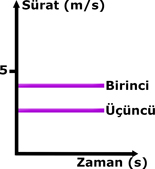 Sürat (m/s)
5
Birinci
Üçüncü
Zaman (s)